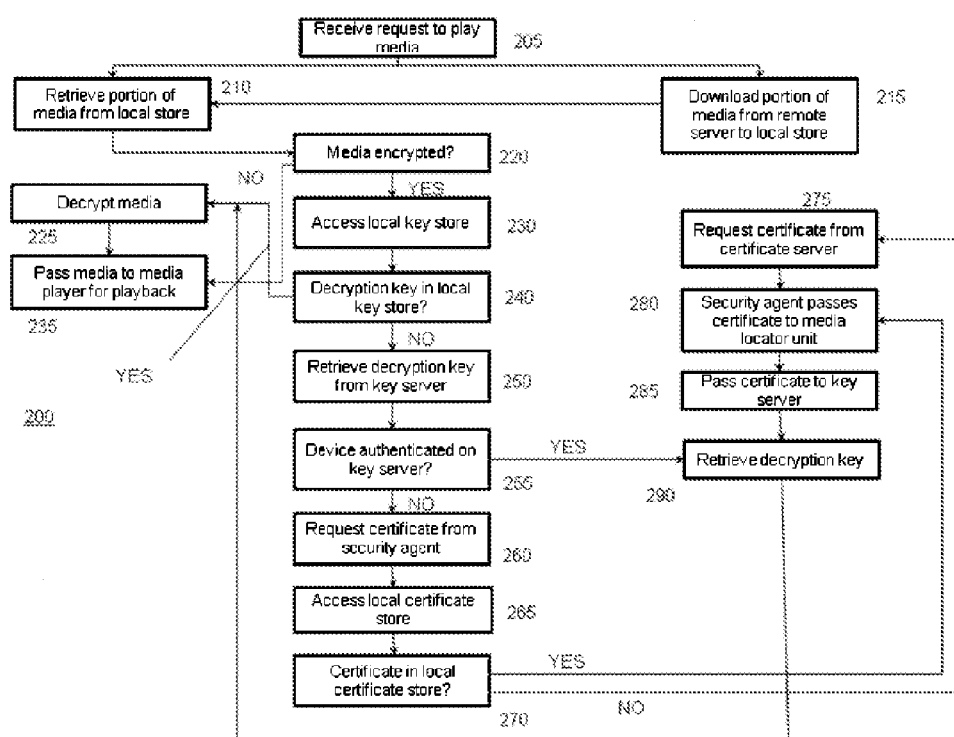 Receive request to play
media
205
Retrieve portion of
media from local store
210
Download portion of
media from remote
server to local store
215
Media encrypted?
220
NO
YES
Decrypt media
225
Access local key store
230
275
Request certificate from
certificate server
Pass media to media
player for playback
235
Decryption key in local
key store?
240
280
Security agent passes
certificate to media
locator unit
NO
YES
Retrieve decryption key
from key server
250
285
Pass certificate to key
server
200
Device authenticated on
key server?
255
YES
Retrieve decryption key
290
NO
Request certificate from
security agent
260
Access local certificate
store
265
Certificate in local
certificate store?
270
YES
NO